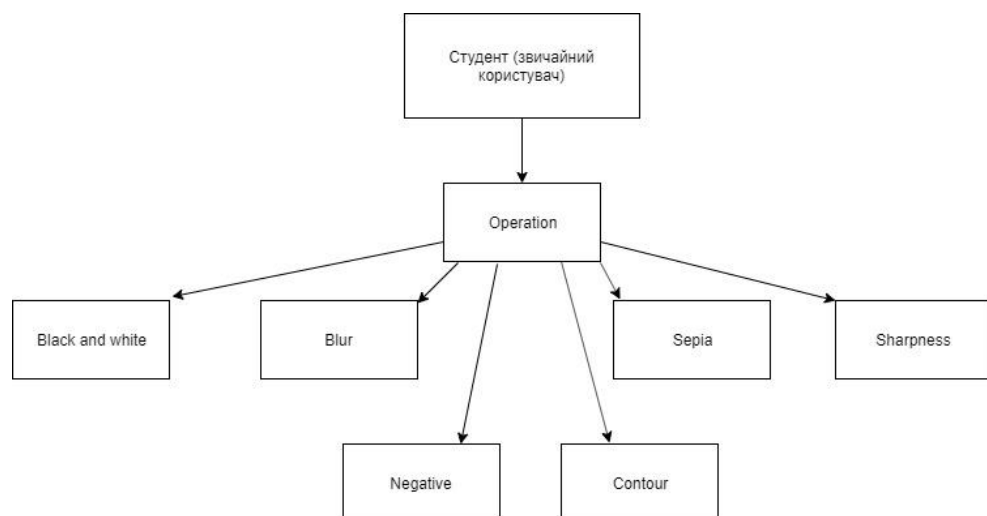 Студент (звичайний
користувач)
Operation
Black and white
Blur
Sepia
Sharpness
Negative
Contour